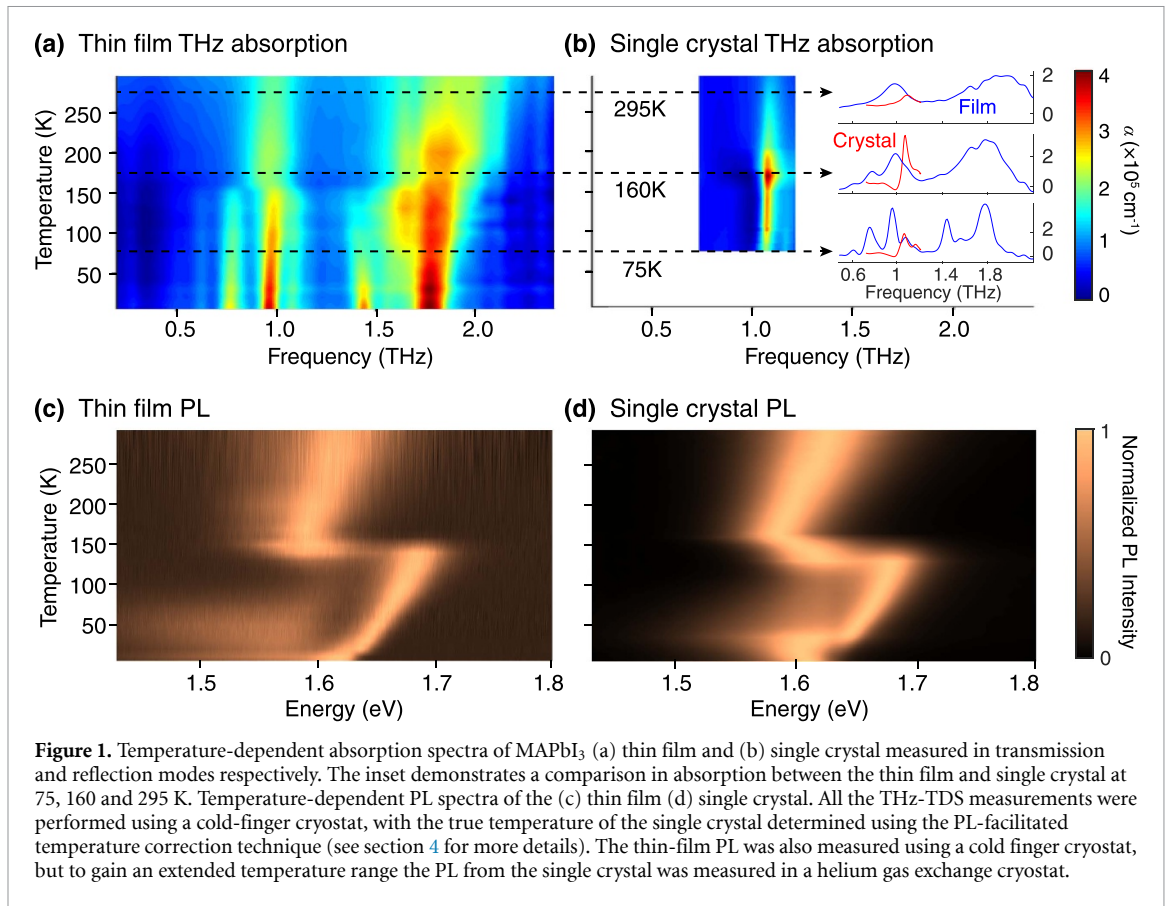 (a) Thin film THz absorption
(b) Single crystal THz absorption
Temperature (K)
250
200
150
100
50
0.5 1.0 1.5 2.0
Frequency (THz)
295K
160K
75K
0.5 1.0 1.5 2.0
Frequency (THz)
Film
Crystal
2
0
2
0
2
0
0.6 1 1.4 1.8
Frequency (THz)
4
3
2
1
0
α (×10⁵cm⁻¹)
(c) Thin film PL
(d) Single crystal PL
Temperature (K)
250
200
150
100
50
1.5 1.6 1.7 1.8
Energy (eV)
1.5 1.6 1.7 1.8
Energy (eV)
1
0
Normalized PL Intensity
Figure 1. Temperature-dependent absorption spectra of MAPbI₃ (a) thin film and (b) single crystal measured in transmission
and reflection modes respectively. The inset demonstrates a comparison in absorption between the thin film and single crystal at
75, 160 and 295 K. Temperature-dependent PL spectra of the (c) thin film (d) single crystal. All the THz-TDS measurements were
performed using a cold-finger cryostat, with the true temperature of the single crystal determined using the PL-facilitated
temperature correction technique (see section 4 for more details). The thin-film PL was also measured using a cold finger cryostat,
but to gain an extended temperature range the PL from the single crystal was measured in a helium gas exchange cryostat.